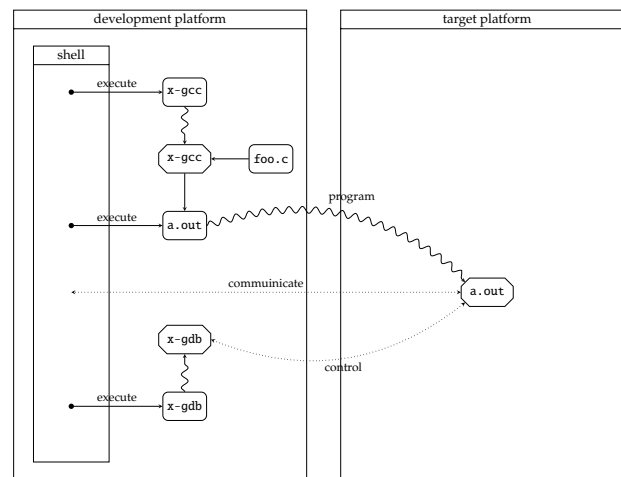 development platform
target platform
shell
execute
x-gcc
x-gcc
foo.c
program
execute
a.out
commuinicate
a.out
x-gdb
control
execute
x-gdb